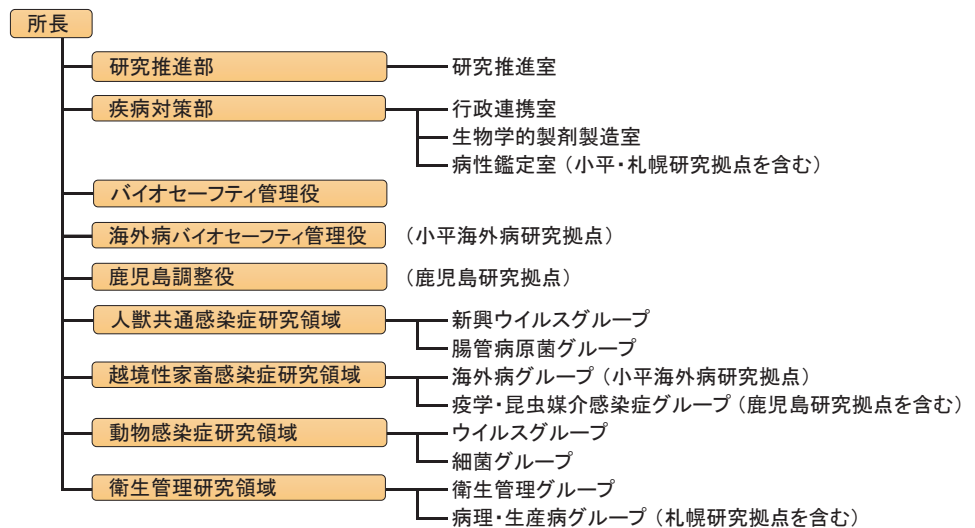 所長
研究推進部 研究推進室
疾病対策部 行政連携室
生物学的製剤製造室
病性鑑定室（小平・札幌研究拠点を含む）
バイオセーフティ管理役
海外病バイオセーフティ管理役 （小平海外病研究拠点）
鹿児島調整役 （鹿児島研究拠点）
人獣共通感染症研究領域 新興ウイルスグループ
腸管病原菌グループ
越境性家畜感染症研究領域 海外病グループ（小平海外病研究拠点）
疫学・昆虫媒介感染症グループ（鹿児島研究拠点を含む）
動物感染症研究領域 ウイルスグループ
細菌グループ
衛生管理研究領域 衛生管理グループ
病理・生産病グループ（札幌研究拠点を含む）